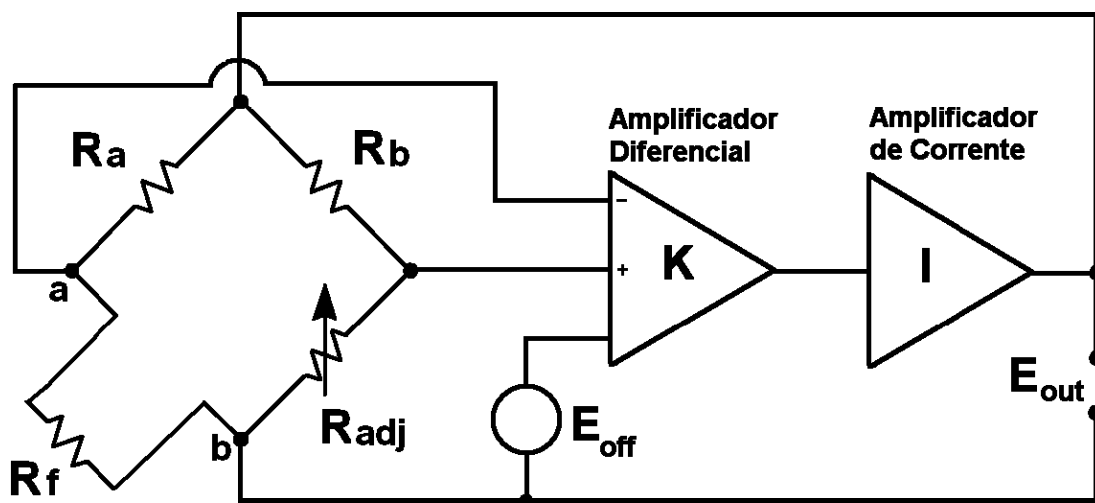 Amplificador
Diferencial
Amplificador
de Corrente
Ra
Rb
−
K
I
+
a
Eout
Radj
b
Eoff
Rf